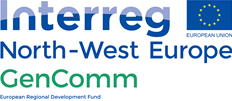 Interreg
EUROPEAN UNION
North-West Europe
GenComm
European Regional Development Fund